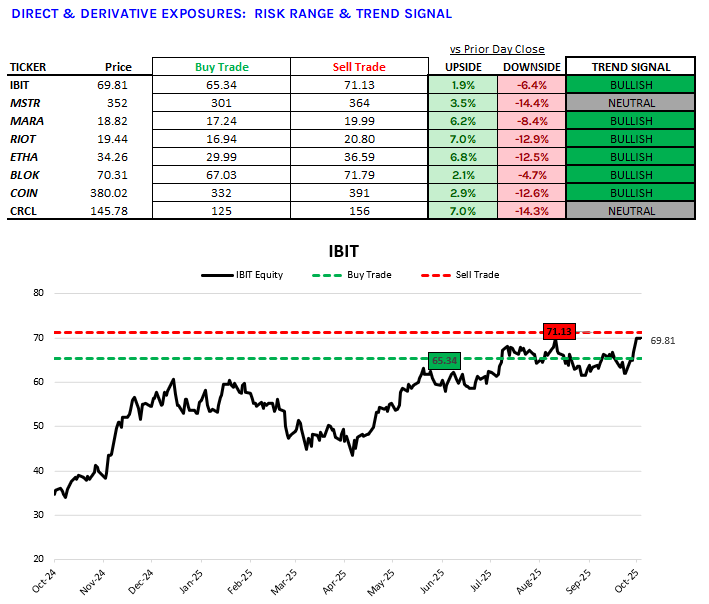 DIRECT & DERIVATIVE EXPOSURES: RISK RANGE & TREND SIGNAL
vs Prior Day Close
TICKER Price Buy Trade Sell Trade UPSIDE DOWNSIDE TREND SIGNAL
IBIT 69.81 65.34 71.13 1.9% -6.4% BULLISH
MSTR 352 301 364 3.5% -14.4% NEUTRAL
MARA 18.82 17.24 19.99 6.2% -8.4% BULLISH
RIOT 19.44 16.94 20.80 7.0% -12.9% BULLISH
ETHA 34.26 29.99 36.59 6.8% -12.5% BULLISH
BLOK 70.31 67.03 71.79 2.1% -4.7% BULLISH
COIN 380.02 332 391 2.9% -12.6% BULLISH
CRCL 145.78 125 156 7.0% -14.3% NEUTRAL
IBIT
IBIT Equity Buy Trade Sell Trade
80
70
60
50
40
30
20
71.13
69.81
65.34
Oct-24 Nov-24 Dec-24 Jan-25 Feb-25 Mar-25 Apr-25 May-25 Jun-25 Jul-25 Aug-25 Sep-25 Oct-25